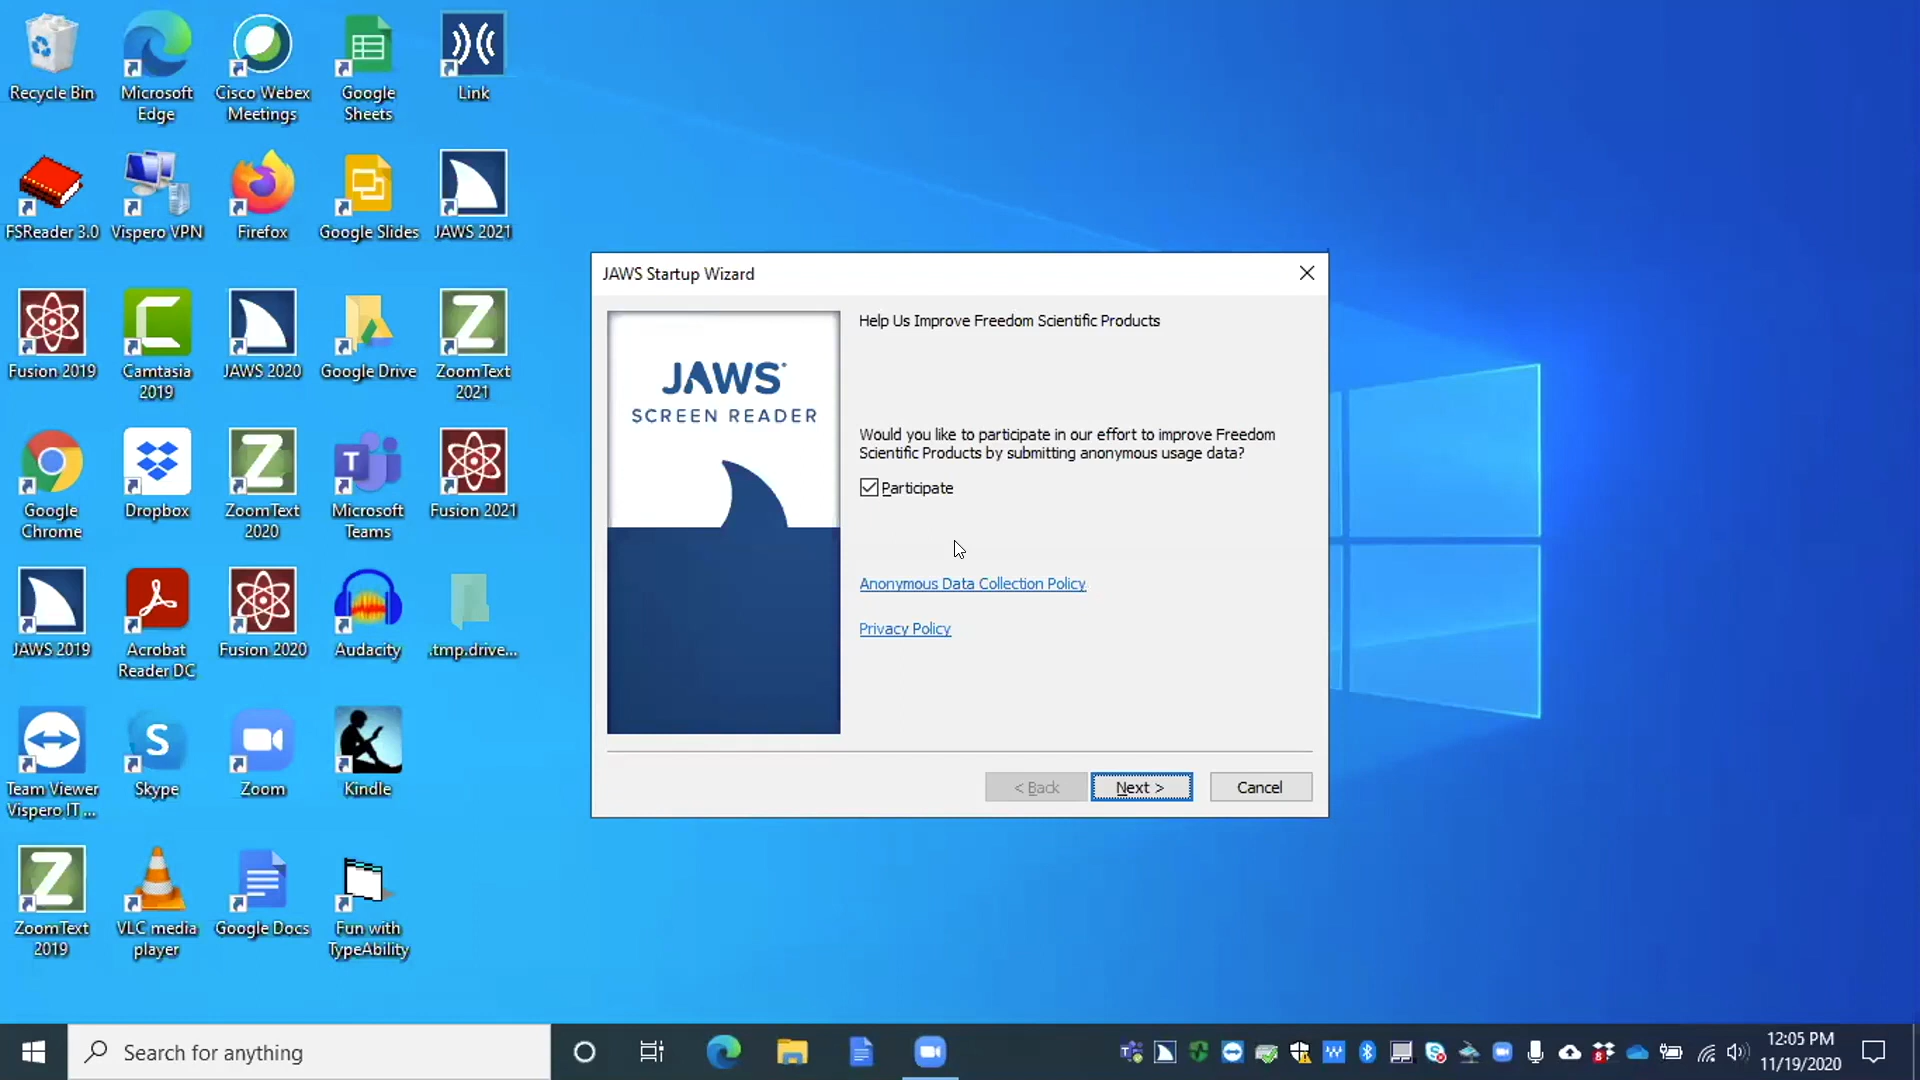 Recycle Bin
Microsoft
Edge
Cisco Webex
Meetings
Google
Sheets
Link
FSReader 3.0
Vispero VPN
Firefox
Google Slides
JAWS 2021
Fusion 2019
Camtasia
2019
JAWS 2020
Google Drive
ZoomText
2021
Google
Chrome
Dropbox
ZoomText
2020
Microsoft
Teams
Fusion 2021
JAWS 2019
Acrobat
Reader DC
Fusion 2020
Audacity
.tmp.drive...
Team Viewer
Vispero IT ...
Skype
Zoom
Kindle
ZoomText
2019
VLC media
player
Google Docs
Fun with
TypeAbility
JAWS Startup Wizard
JAWS®
SCREEN READER
Help Us Improve Freedom Scientific Products
Would you like to participate in our effort to improve Freedom
Scientific Products by submitting anonymous usage data?
Participate
Anonymous Data Collection Policy
Privacy Policy
< Back
Next >
Cancel
Search for anything
12:05 PM
11/19/2020